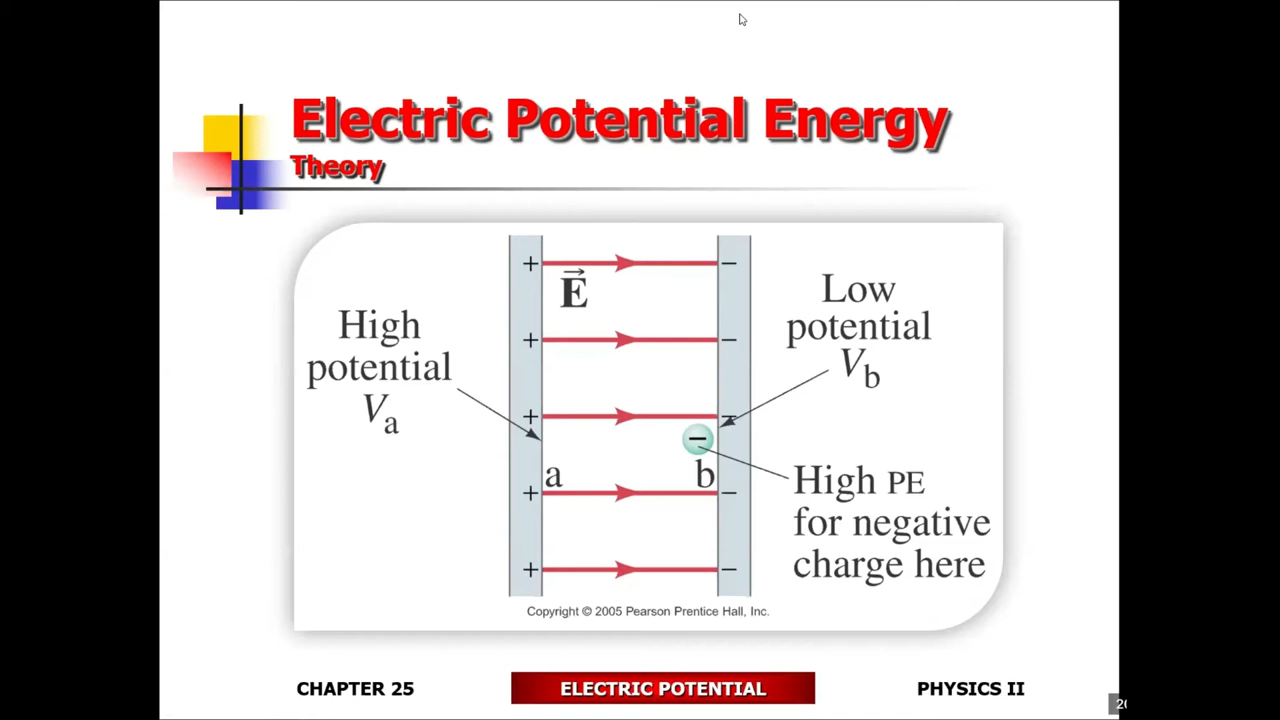 Electric Potential Energy
Theory
+ −
E
+ −
+ −
+ −
+ −
High
potential
Va
Low
potential
Vb
−
a
b
High PE
for negative
charge here
Copyright © 2005 Pearson Prentice Hall, Inc.
CHAPTER 25
ELECTRIC POTENTIAL
PHYSICS II